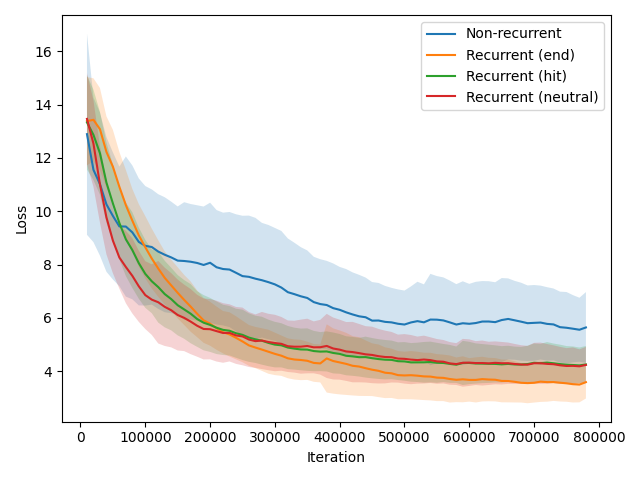 Non-recurrent
Recurrent (end)
Recurrent (hit)
Recurrent (neutral)
16
14
12
10
8
6
4
Loss
0 100000 200000 300000 400000 500000 600000 700000 800000
Iteration